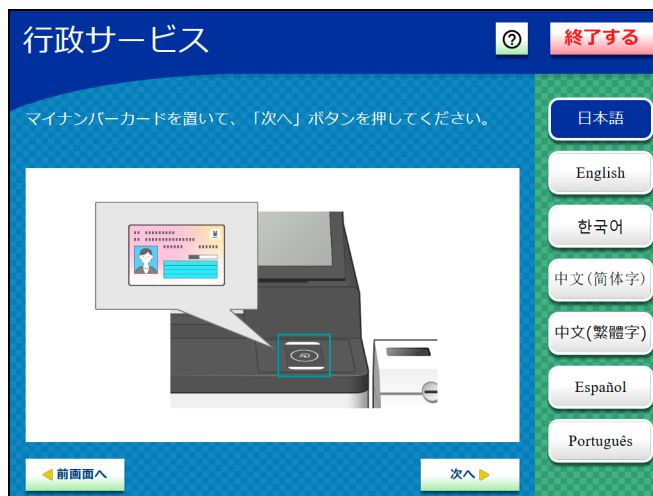 行政サービス
?
終了する
マイナンバーカードを置いて、「次へ」ボタンを押してください。
日本語
English
한국어
中文(简体字)
中文(繁體字)
Español
Português
前画面へ
次へ